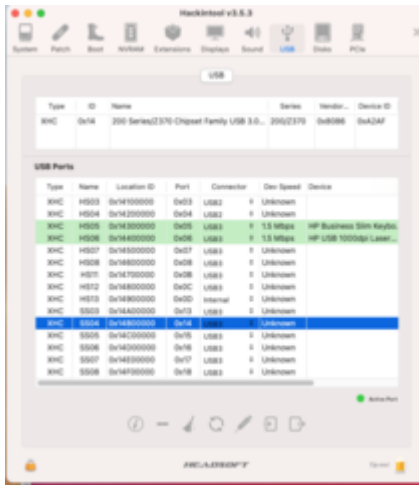 Hackintool v3.5.3
System Patch Boot NVRAM Extensions Displays Sound USB Disks PCIe
USB
Type ID Name Series Vendor... Device ID
XHC 0x14 200 Series/Z370 Chipset Family USB 3.0... 200/Z370 0x8086 0xA2AF
USB Ports
Type Name Location ID Port Connector Dev Speed Device
XHC HS03 0x14100000 0x03 USB2 Unknown
XHC HS04 0x14200000 0x04 USB2 Unknown
XHC HS05 0x14300000 0x05 USB3 1.5 Mbps HP Business Slim Keybo...
XHC HS06 0x14400000 0x06 USB3 1.5 Mbps HP USB 1000dpi Laser...
XHC HS07 0x14500000 0x07 USB3 Unknown
XHC HS08 0x14600000 0x08 USB3 Unknown
XHC HS11 0x14700000 0x0B USB3 Unknown
XHC HS12 0x14800000 0x0C USB3 Unknown
XHC HS13 0x14900000 0x0D Internal Unknown
XHC SS03 0x14A00000 0x13 USB3 Unknown
XHC SS04 0x14B00000 0x14 USB3 Unknown
XHC SS05 0x14C00000 0x15 USB3 Unknown
XHC SS06 0x14D00000 0x16 USB3 Unknown
XHC SS07 0x14E00000 0x17 USB3 Unknown
XHC SS08 0x14F00000 0x18 USB3 Unknown
Active Port
HEADSOFT